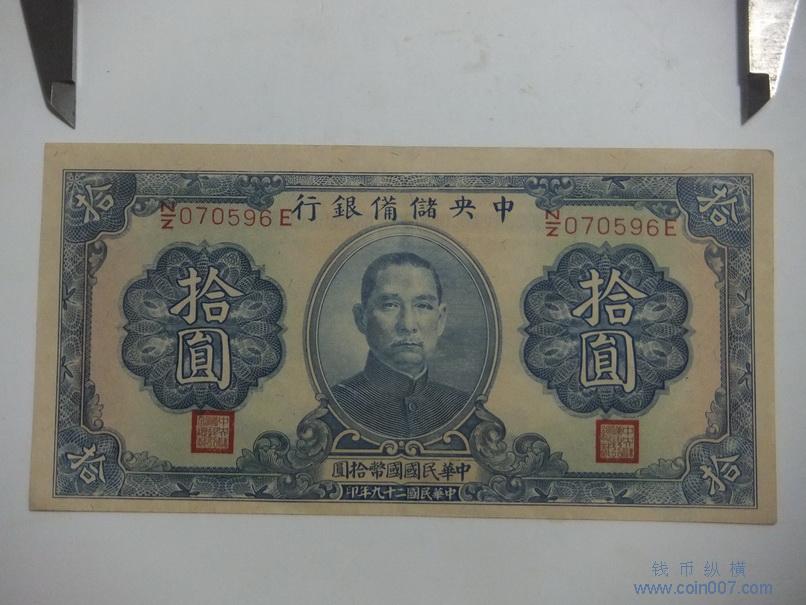 中央儲備銀行
N/Z 070596E
N/Z 070596E
拾
拾
拾圓
拾圓
拾
拾
中華民國國幣拾圓
中華民國二十九年印
钱币纵横
www.coin007.com